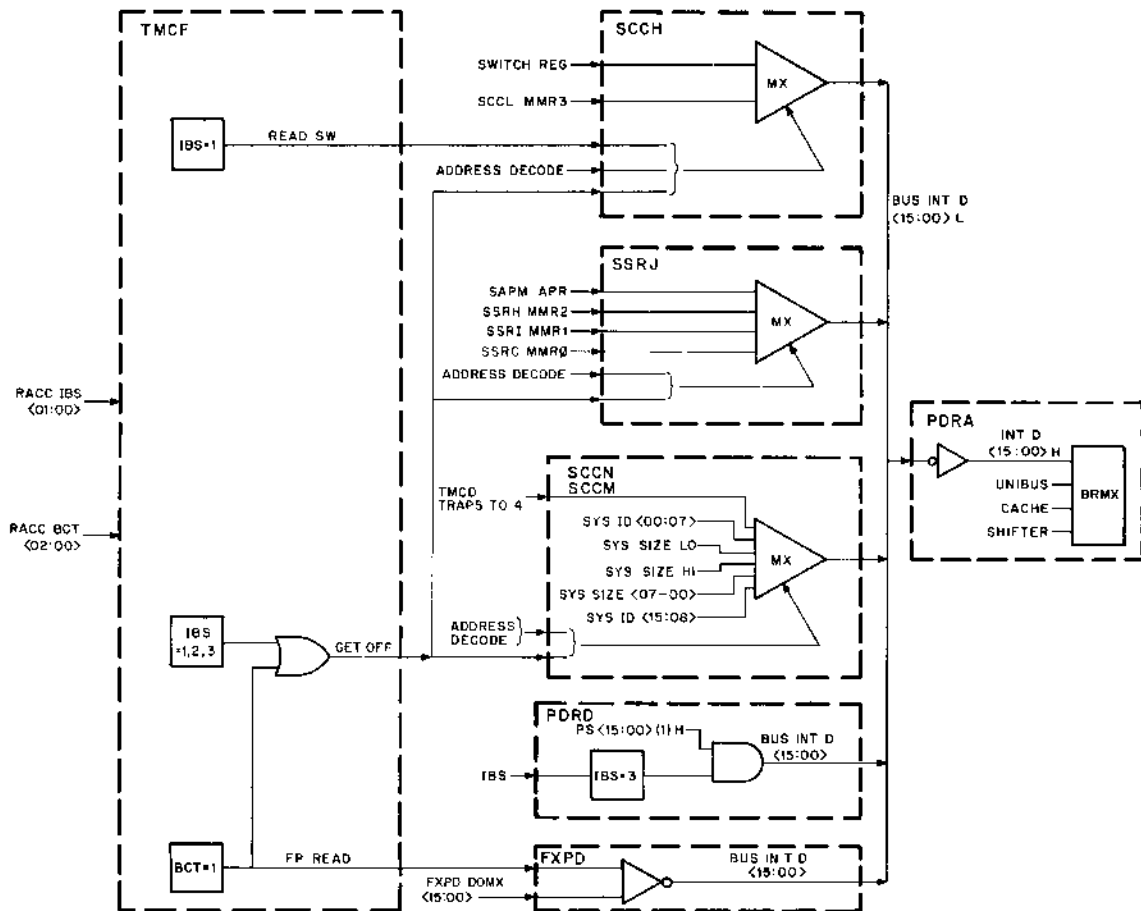 TMCF
IBS=1
READ SW
RACC IBS
<01:00>
RACC BCT
<02:00>
IBS
=1,2,3
GET OFF
BCT=1
FP READ
SCCH
SWITCH REG
SCCL MMR3
ADDRESS DECODE
MX
BUS INT D
<15:00> L
SSRJ
SAPM APR
SSRH MMR2
SSRI MMR1
SSRC MMRØ
ADDRESS DECODE
MX
SCCN
SCCM
TMCD
TRAPS TO 4
SYS ID <00:07>
SYS SIZE LO
SYS SIZE HI
SYS SIZE <07-00>
SYS ID <15:08>
ADDRESS
DECODE
MX
PDRA
INT D
<15:00> H
UNIBUS
CACHE
SHIFTER
BRMX
PDRD
PS<15:00>(1)H
IBS
IBS=3
BUS INT D
<15:00>
FXPD
FXPD DOMX
<15:00>
BUS INT D
<15:00>